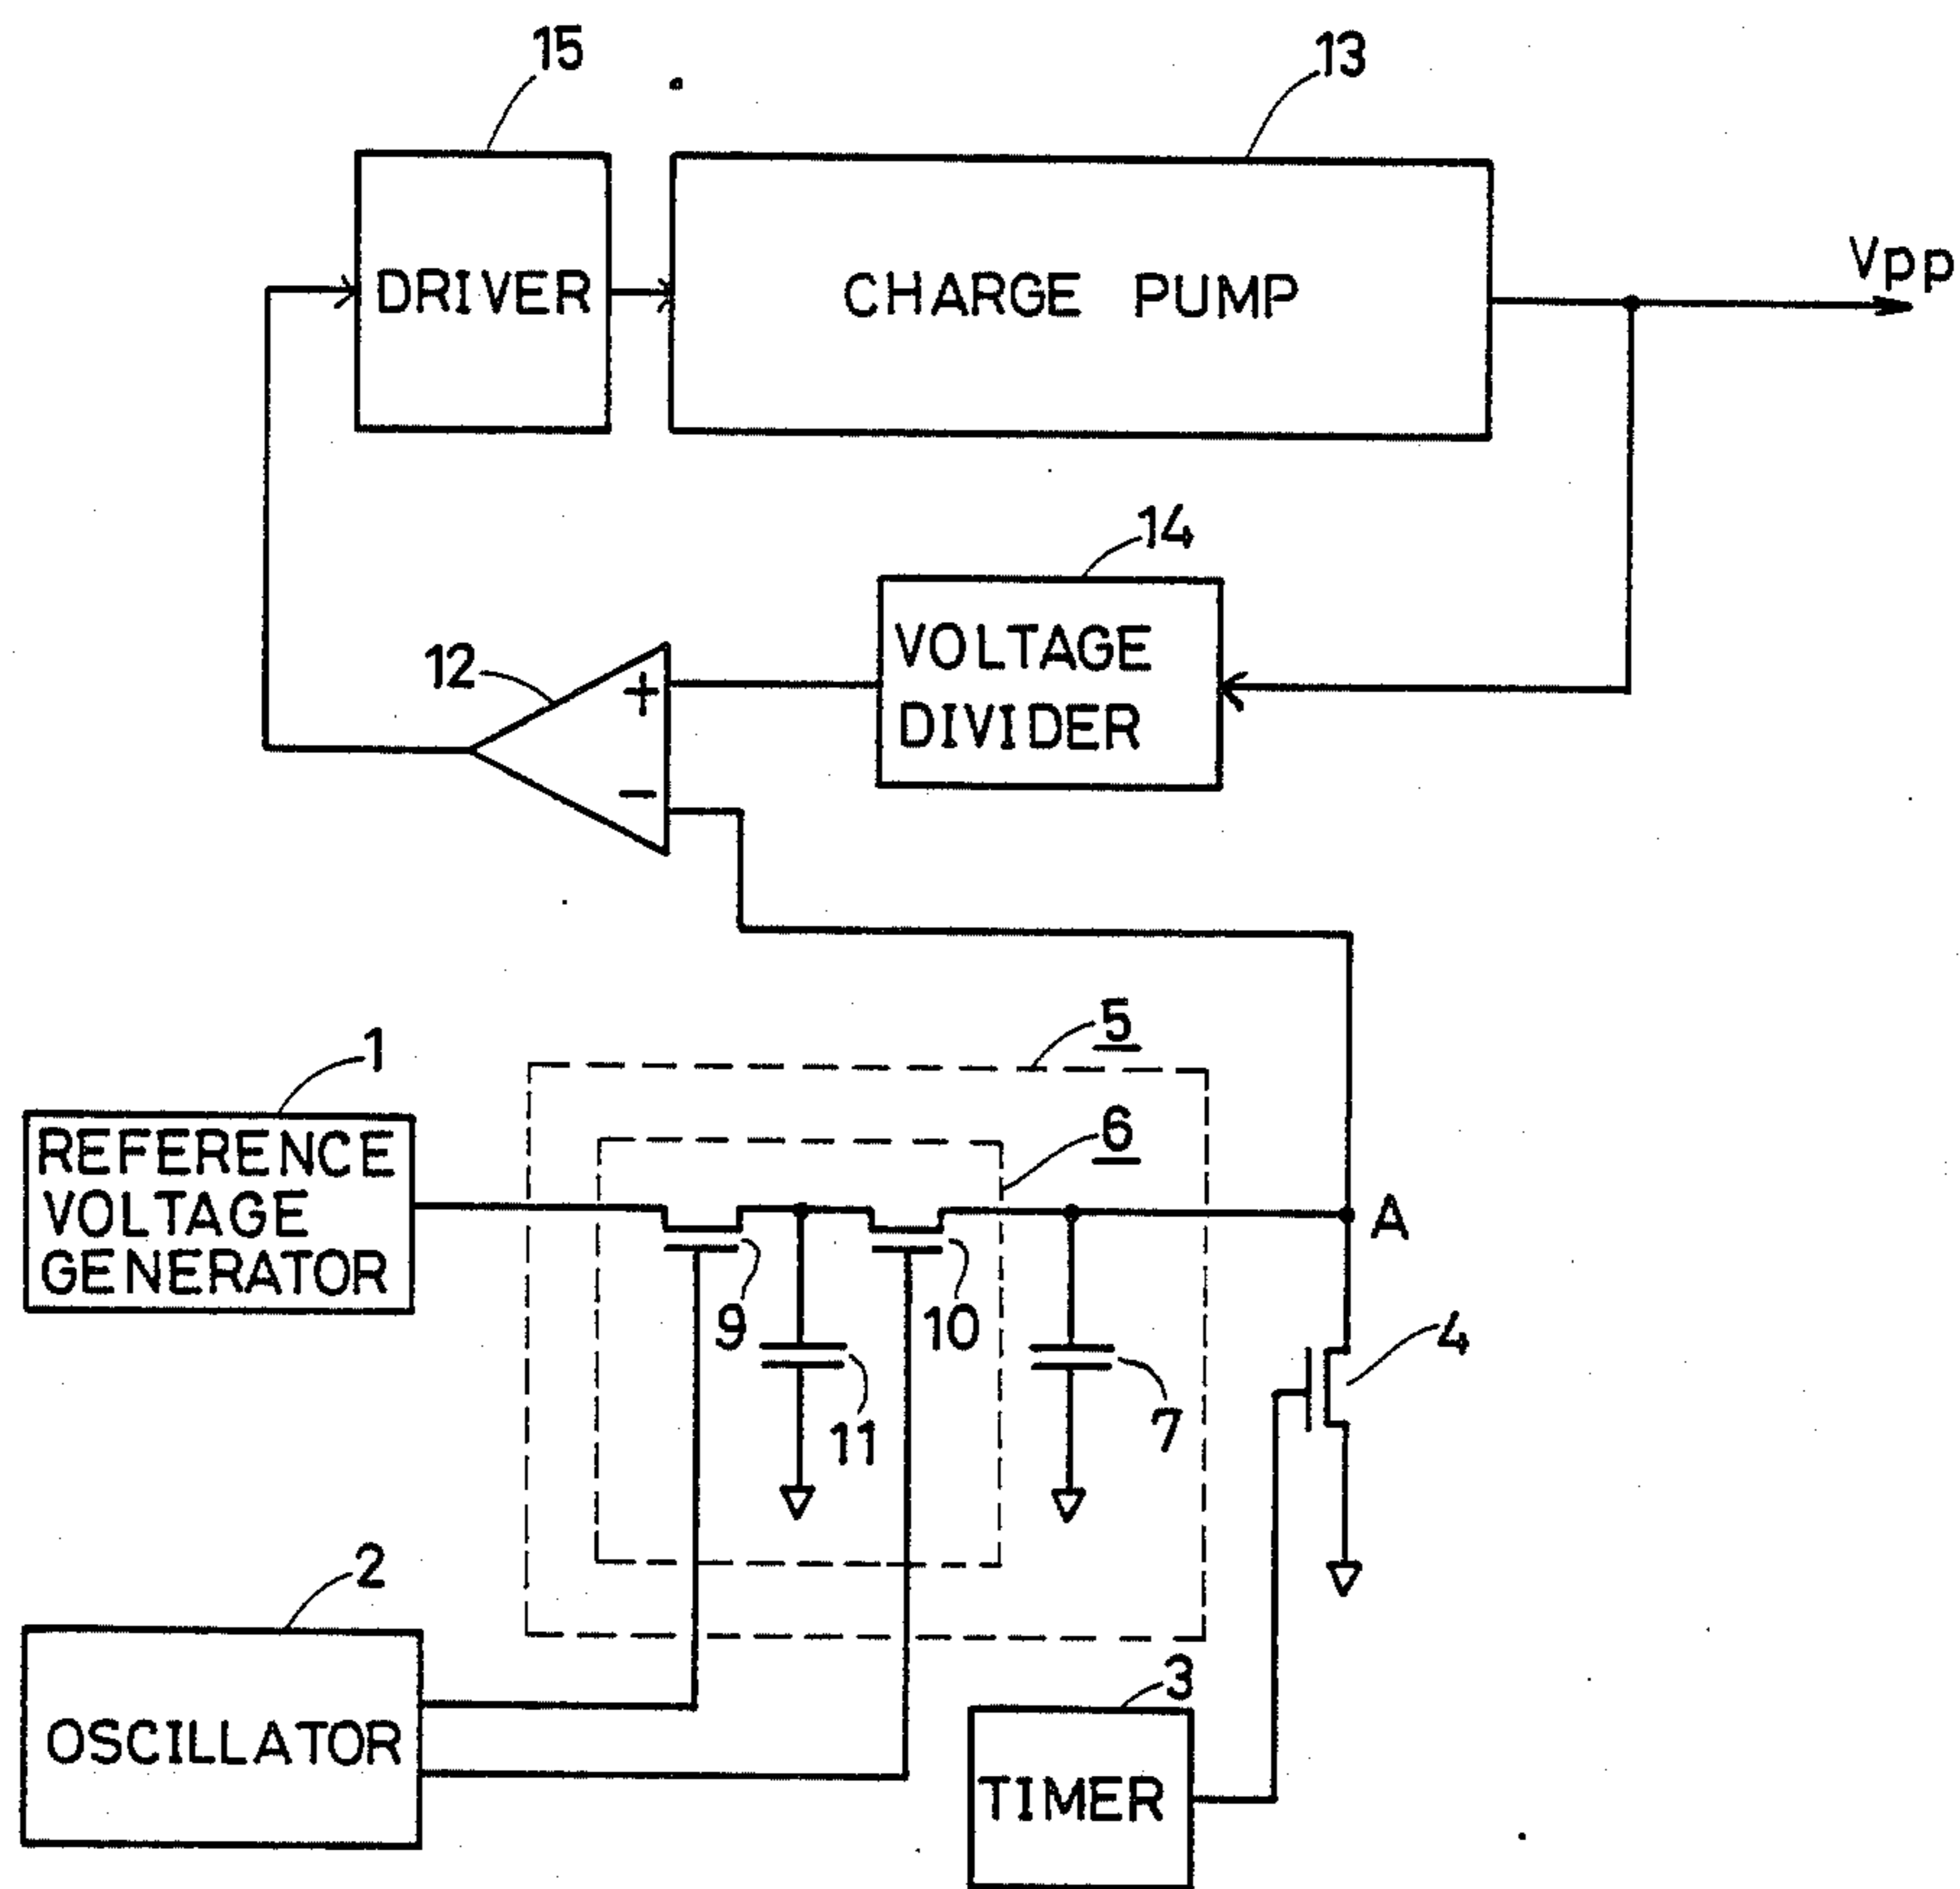 15
13
DRIVER
CHARGE PUMP
Vpp
14
VOLTAGE
DIVIDER
12
+
−
5
1
6
REFERENCE
VOLTAGE
GENERATOR
A
9
10
4
11
7
2
3
OSCILLATOR
TIMER